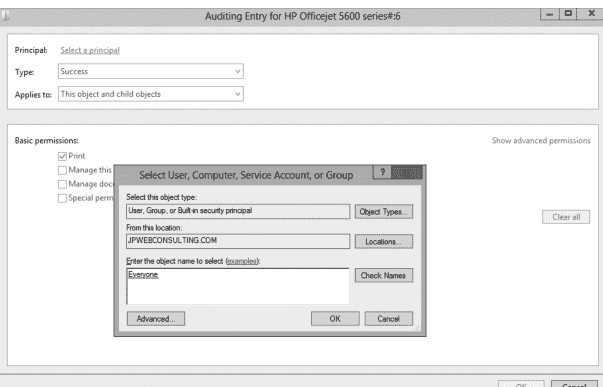 Auditing Entry for HP Officejet 5600 series#:6
Principal: Select a principal
Type: Success
Applies to: This object and child objects
Basic permissions: Show advanced permissions
Print
Manage this
Manage docu
Special perm
Clear all
Select User, Computer, Service Account, or Group ?
Select this object type:
User, Group, or Built-in security principal Object Types...
From this location:
JPWEBCONSULTING.COM Locations...
Enter the object name to select (examples):
Everyone Check Names
Advanced... OK Cancel
OK Cancel